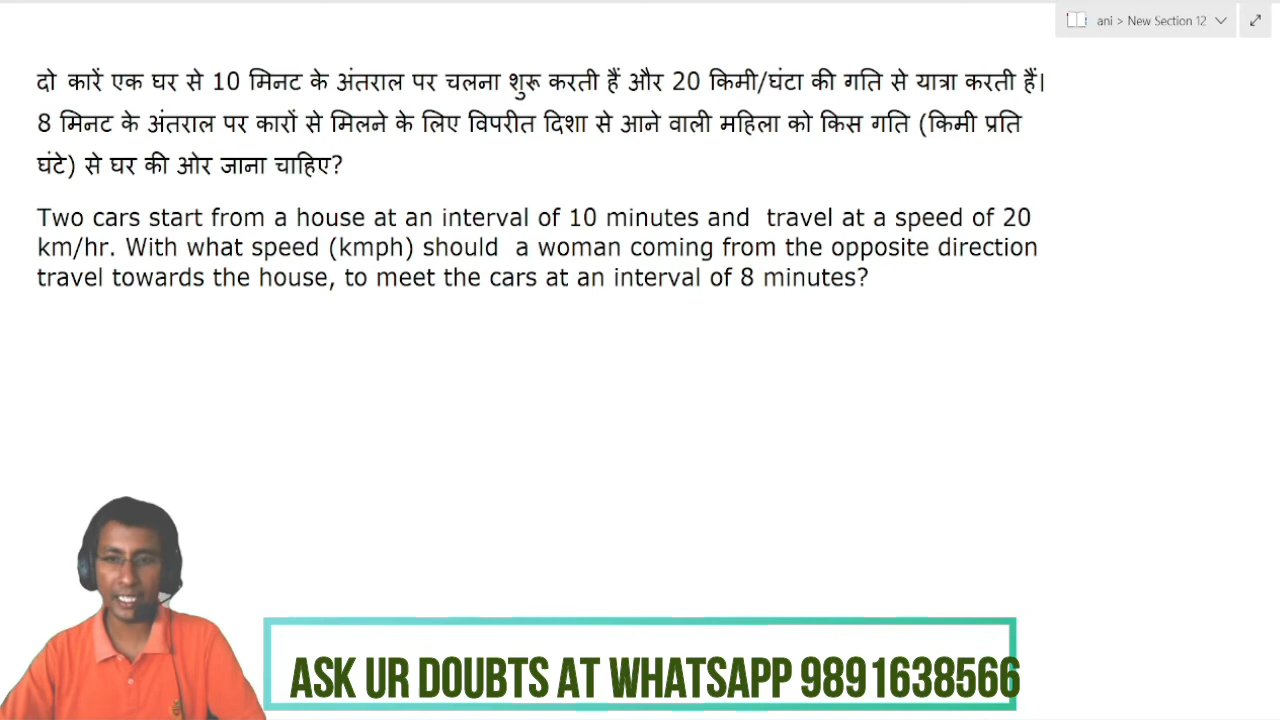 ani > New Section 12
दो कारें एक घर से 10 मिनट के अंतराल पर चलना शुरू करती हैं और 20 किमी/घंटा की गति से यात्रा करती हैं।
8 मिनट के अंतराल पर कारों से मिलने के लिए विपरीत दिशा से आने वाली महिला को किस गति (किमी प्रति
घंटे) से घर की ओर जाना चाहिए?
Two cars start from a house at an interval of 10 minutes and travel at a speed of 20
km/hr. With what speed (kmph) should a woman coming from the opposite direction
travel towards the house, to meet the cars at an interval of 8 minutes?
ASK UR DOUBTS AT WHATSAPP 9891638566